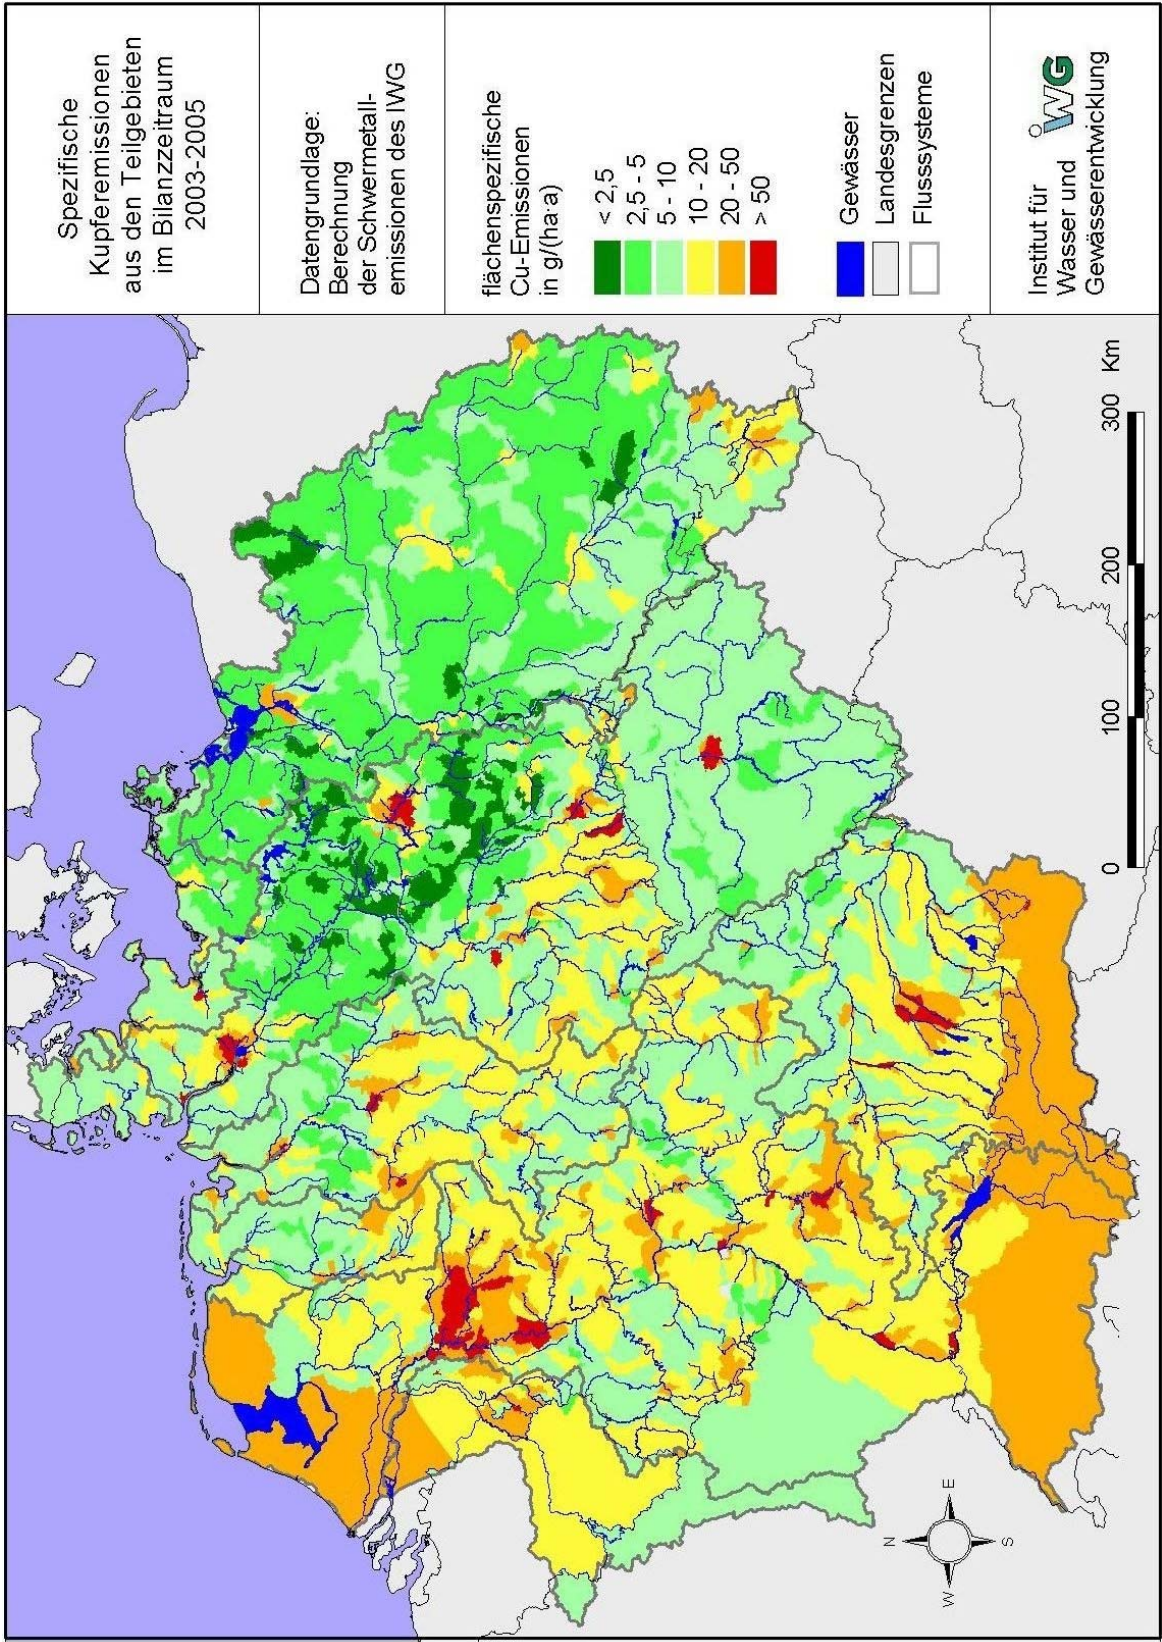 Spezifische
Kupferemissionen
aus den Teilgebieten
im Bilanzzeitraum
2003-2005
Datengrundlage:
Berechnung
der Schwermetall-
emissionen des IWG
flächenspezifische
Cu-Emissionen
in g/(ha·a)
< 2,5
2,5 - 5
5 - 10
10 - 20
20 - 50
> 50
Gewässer
Landesgrenzen
Flusssysteme
Institut für
Wasser und
Gewässerentwicklung
iWG
0 100 200 300 Km
N
W E
S